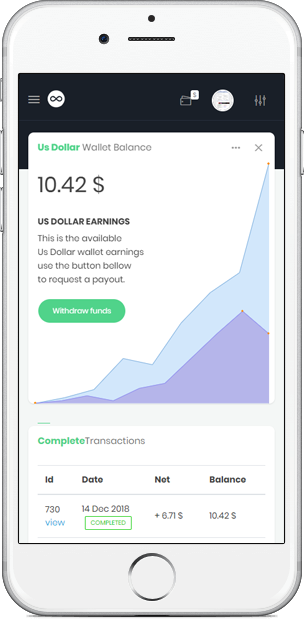 5
Us Dollar Wallet Balance
10.42 $
US DOLLAR EARNINGS
This is the available
Us Dollar wallet earnings
use the button bellow
to request a payout.
Withdraw funds
CompleteTransactions
Id Date Net Balance
730 14 Dec 2018 + 6.71 $ 10.42 $
view COMPLETED